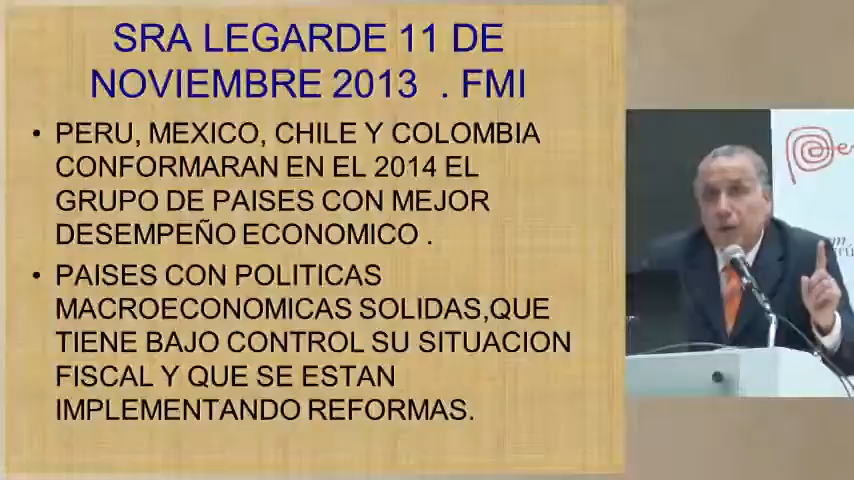 SRA LEGARDE 11 DE
NOVIEMBRE 2013 . FMI
• PERU, MEXICO, CHILE Y COLOMBIA
CONFORMARAN EN EL 2014 EL
GRUPO DE PAISES CON MEJOR
DESEMPEÑO ECONOMICO .
• PAISES CON POLITICAS
MACROECONOMICAS SOLIDAS,QUE
TIENE BAJO CONTROL SU SITUACION
FISCAL Y QUE SE ESTAN
IMPLEMENTANDO REFORMAS.